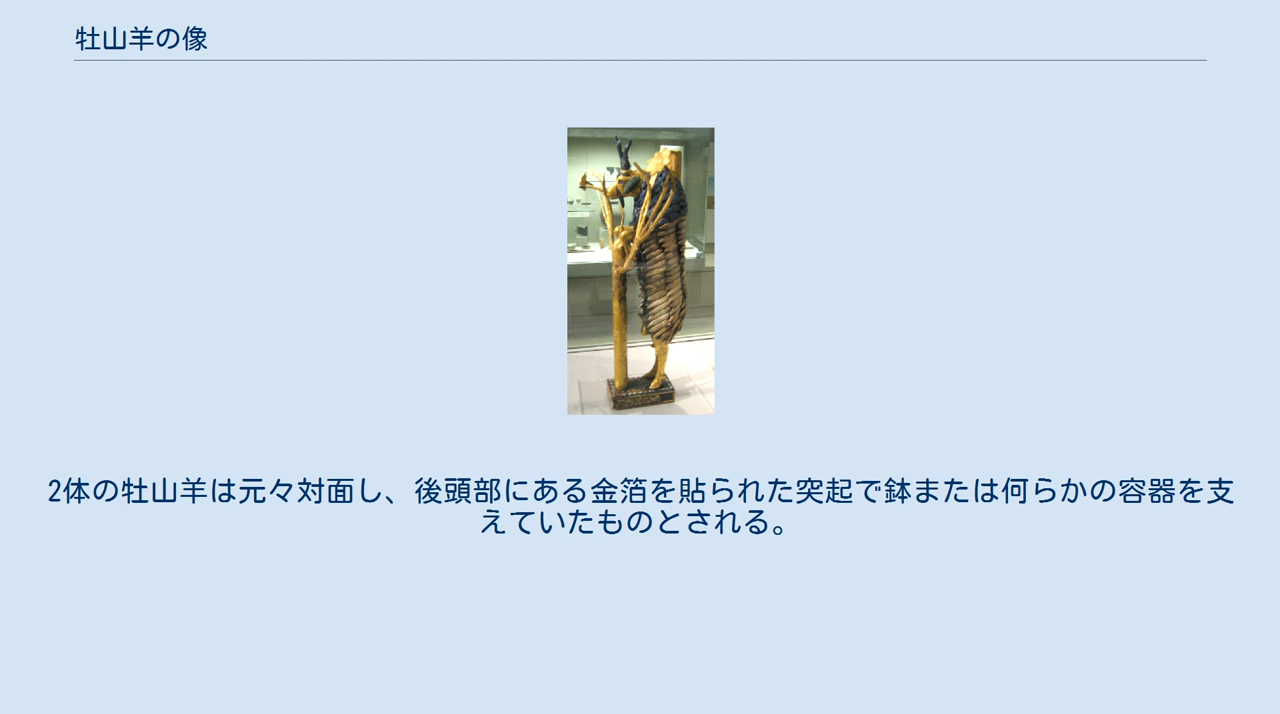 牡山羊の像
2体の牡山羊は元々対面し、後頭部にある金箔を貼られた突起で鉢または何らかの容器を支
えていたものとされる。